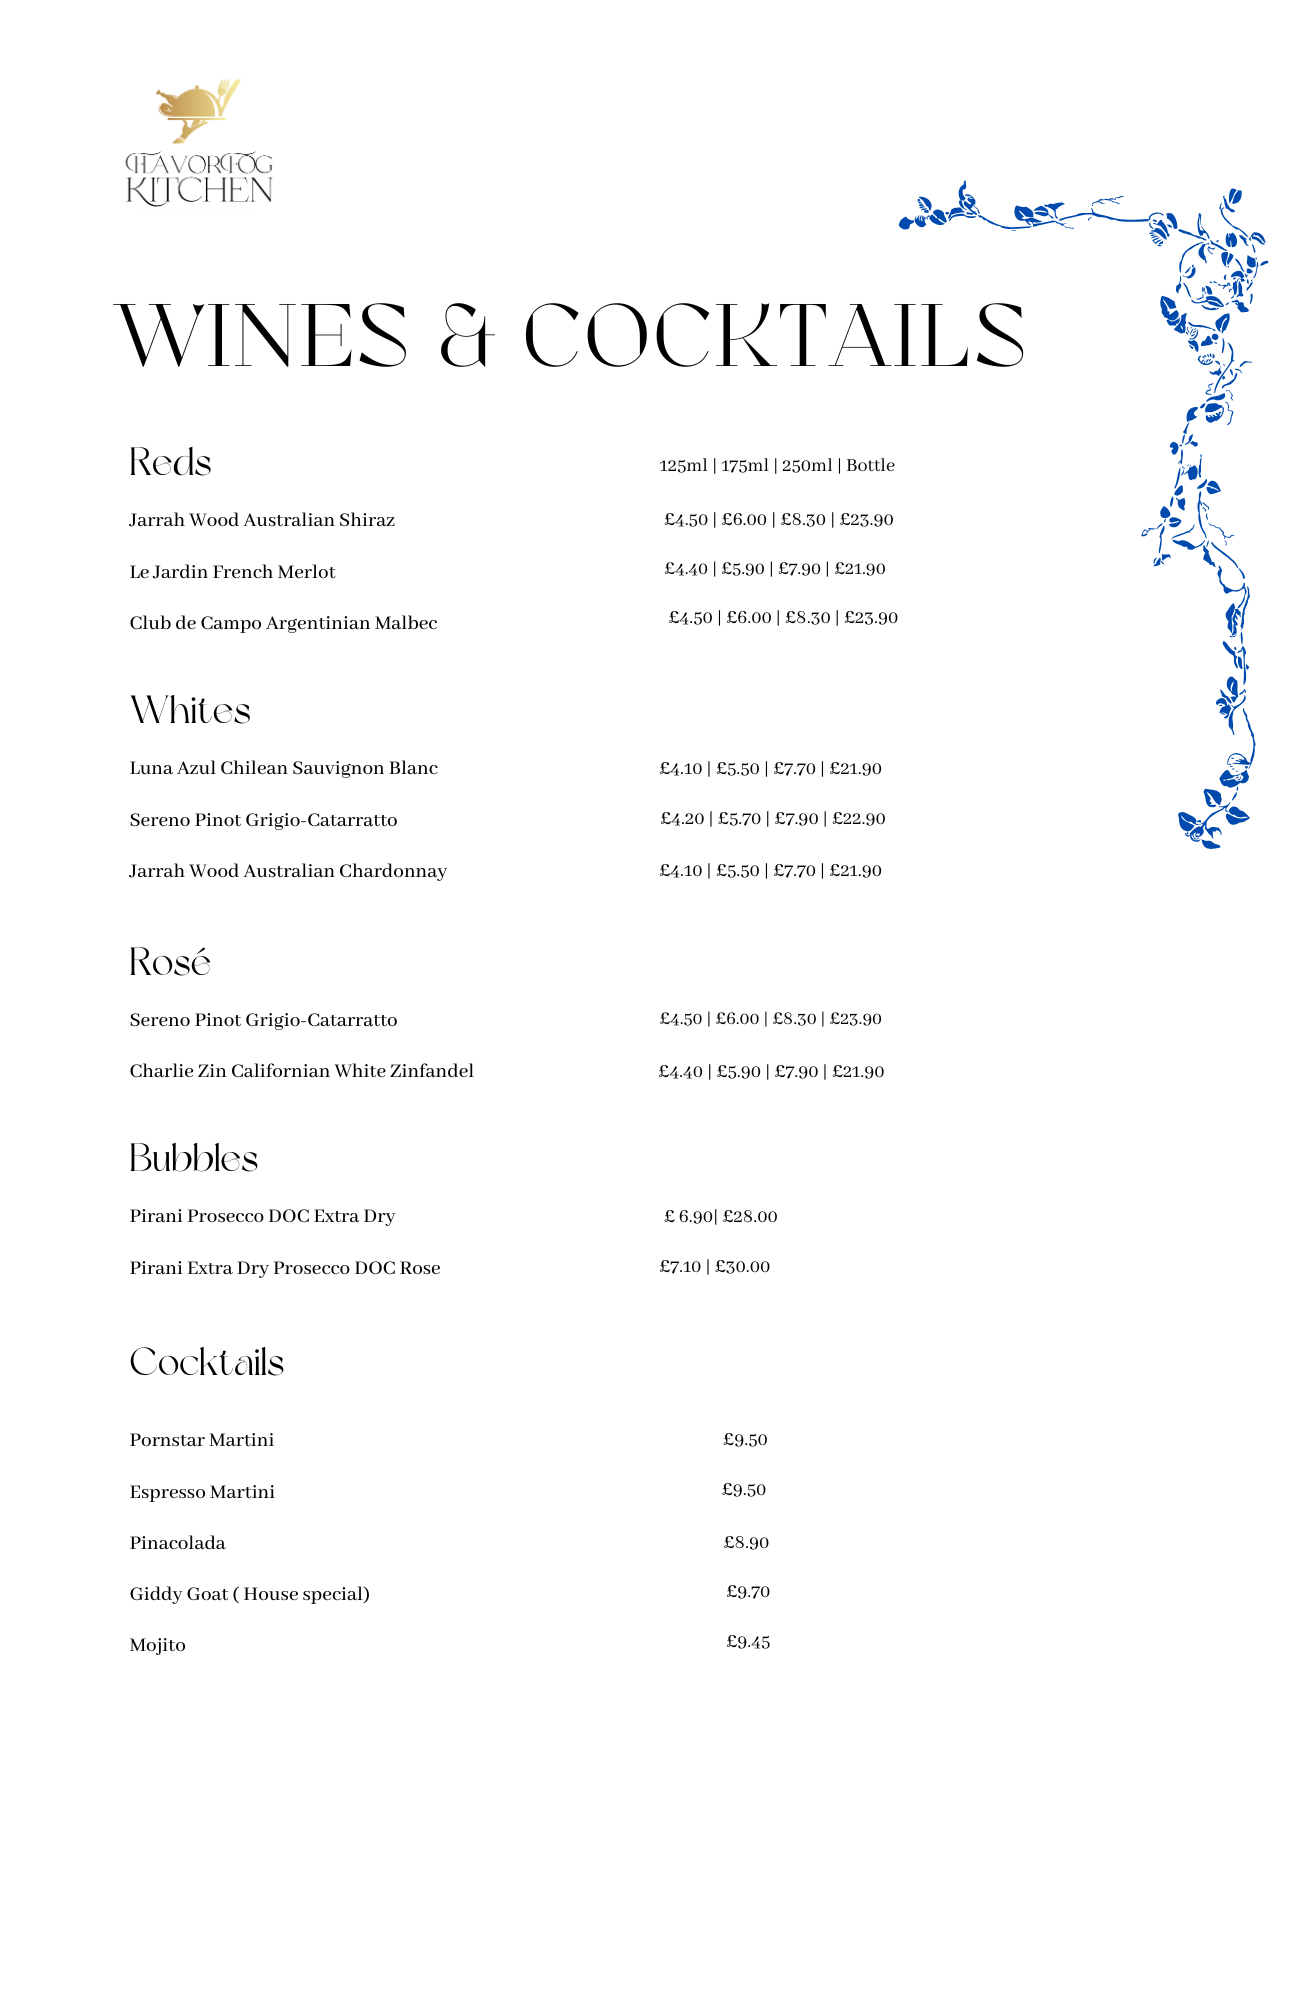 FLAVORFOG
KITCHEN
WINES & COCKTAILS
Reds 125ml | 175ml | 250ml | Bottle
Jarrah Wood Australian Shiraz £4.50 | £6.00 | £8.30 | £23.90
Le Jardin French Merlot £4.40 | £5.90 | £7.90 | £21.90
Club de Campo Argentinian Malbec £4.50 | £6.00 | £8.30 | £23.90
Whites
Luna Azul Chilean Sauvignon Blanc £4.10 | £5.50 | £7.70 | £21.90
Sereno Pinot Grigio-Catarratto £4.20 | £5.70 | £7.90 | £22.90
Jarrah Wood Australian Chardonnay £4.10 | £5.50 | £7.70 | £21.90
Rosé
Sereno Pinot Grigio-Catarratto £4.50 | £6.00 | £8.30 | £23.90
Charlie Zin Californian White Zinfandel £4.40 | £5.90 | £7.90 | £21.90
Bubbles
Pirani Prosecco DOC Extra Dry £ 6.90| £28.00
Pirani Extra Dry Prosecco DOC Rose £7.10 | £30.00
Cocktails
Pornstar Martini £9.50
Espresso Martini £9.50
Pinacolada £8.90
Giddy Goat ( House special) £9.70
Mojito £9.45